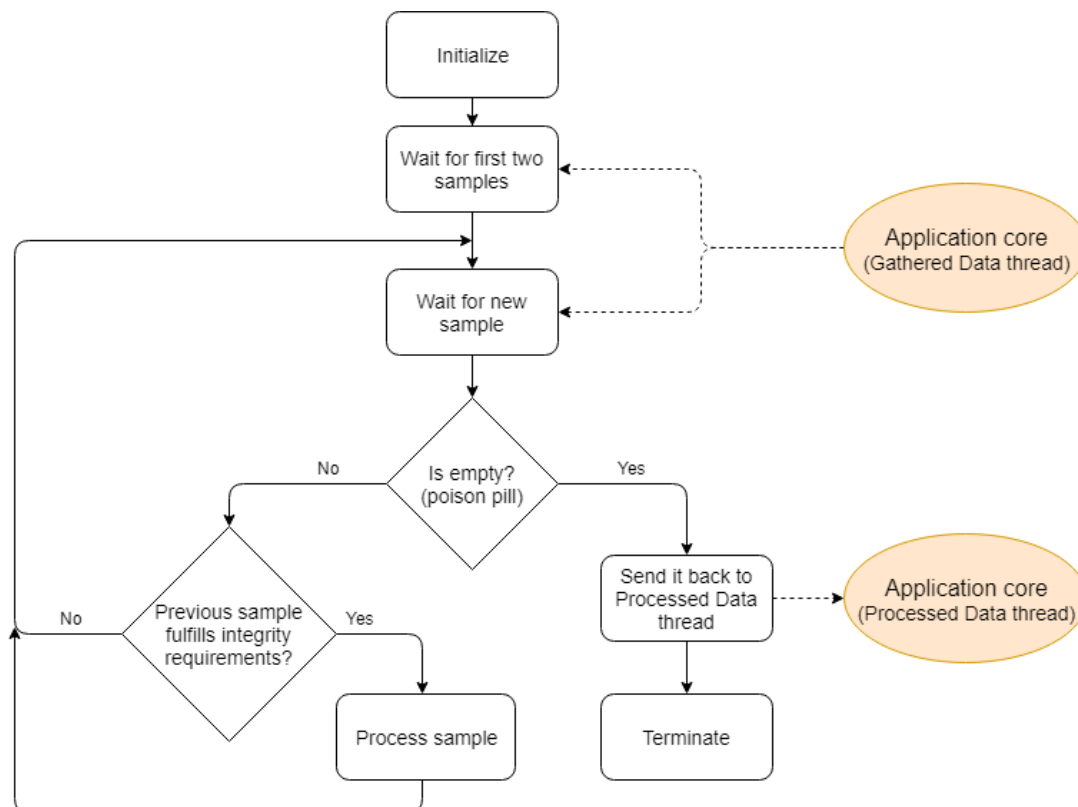 Initialize
Wait for first two
samples
Application core
(Gathered Data thread)
Wait for new
sample
No
Is empty?
(poison pill)
Yes
Send it back to
Processed Data
thread
Application core
(Processed Data thread)
No
Previous sample
fulfills integrity
requirements?
Yes
Process sample
Terminate